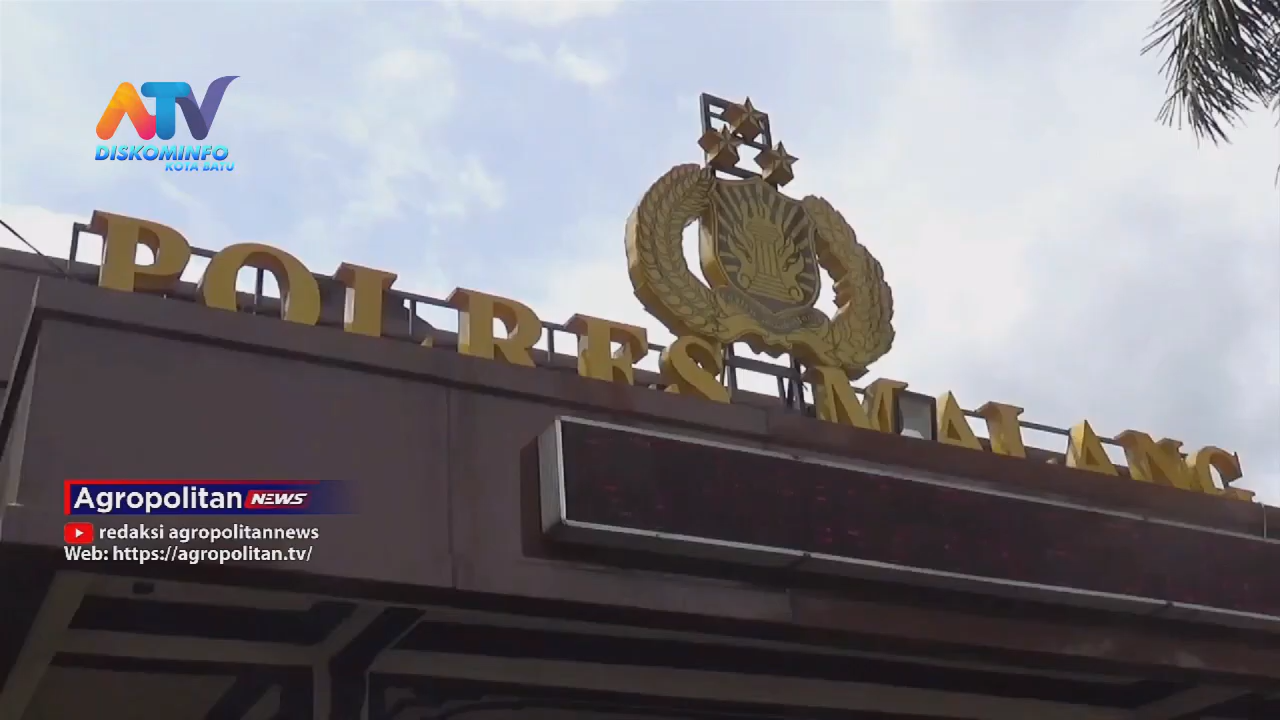 ATV
DISKOMINFO
KOTA BATU
POLRES MALANG
Agropolitan NEWS
redaksi agropolitannews
Web: https://agropolitan.tv/